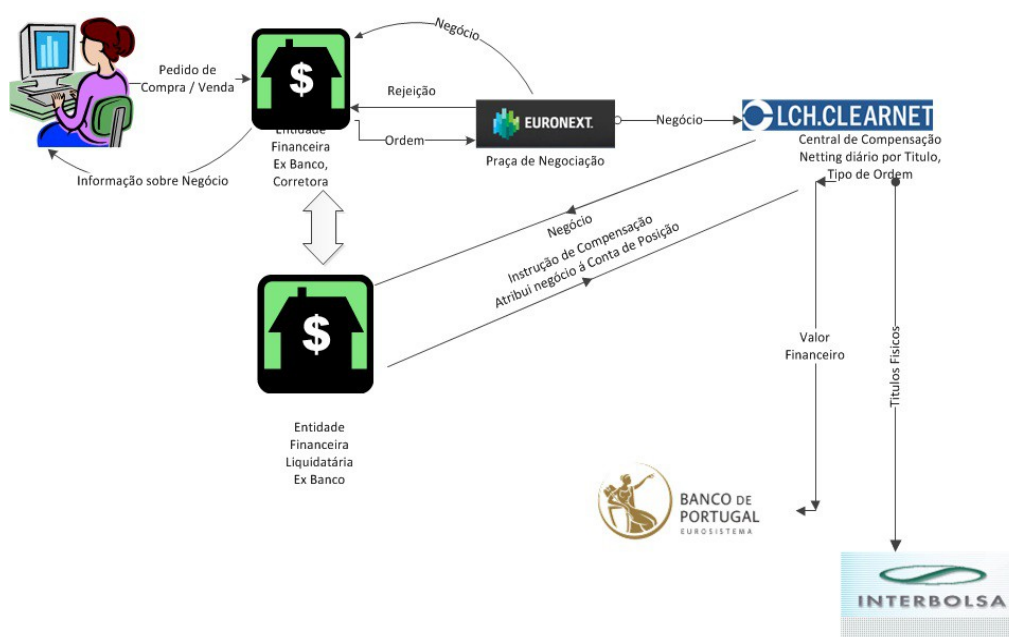 Negócio
Pedido de
Compra / Venda
$
Rejeição
EURONEXT.
Negócio
LCH.CLEARNET
Ordem
Entidade
Financeira
Ex Banco,
Corretora
Praça de Negociação
Central de Compensação
Netting diário por Titulo,
Tipo de Ordem
Informação sobre Negócio
Negócio
Instrução de Compensação
Atribui negócio á Conta de Posição
$
Valor
Financeiro
Titulos Fisicos
Entidade
Financeira
Liquidatária
Ex Banco
BANCO DE
PORTUGAL
EUROSISTEMA
INTERBOLSA